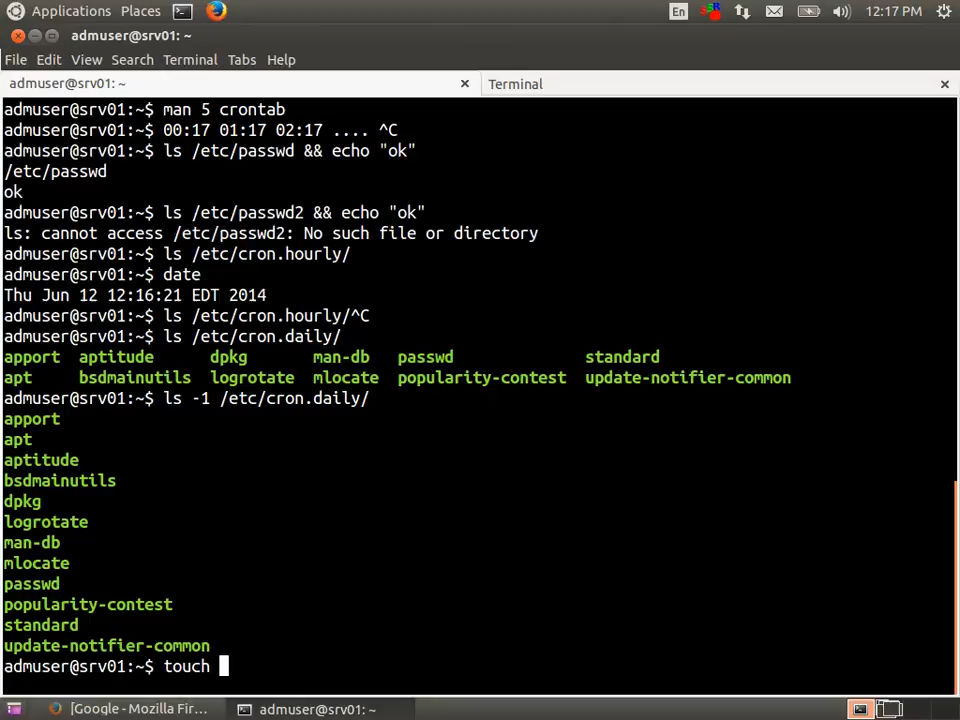 Applications Places En 12:17 PM
admuser@srv01: ~
File Edit View Search Terminal Tabs Help
admuser@srv01: ~ Terminal
admuser@srv01:~$ man 5 crontab
admuser@srv01:~$ 00:17 01:17 02:17 .... ^C
admuser@srv01:~$ ls /etc/passwd && echo "ok"
/etc/passwd
ok
admuser@srv01:~$ ls /etc/passwd2 && echo "ok"
ls: cannot access /etc/passwd2: No such file or directory
admuser@srv01:~$ ls /etc/cron.hourly/
admuser@srv01:~$ date
Thu Jun 12 12:16:21 EDT 2014
admuser@srv01:~$ ls /etc/cron.hourly/^C
admuser@srv01:~$ ls /etc/cron.daily/
apport aptitude dpkg man-db passwd standard
apt bsdmainutils logrotate mlocate popularity-contest update-notifier-common
admuser@srv01:~$ ls -1 /etc/cron.daily/
apport
apt
aptitude
bsdmainutils
dpkg
logrotate
man-db
mlocate
passwd
popularity-contest
standard
update-notifier-common
admuser@srv01:~$ touch
[Google - Mozilla Fir... admuser@srv01: ~